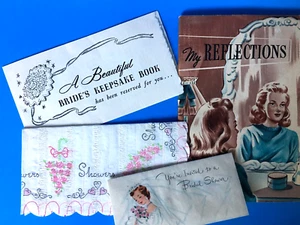 A Beautiful
BRIDE'S KEEPSAKE BOOK
has been reserved for you...
My REFLECTIONS
Showers
You're invited to a
Bridal Shower